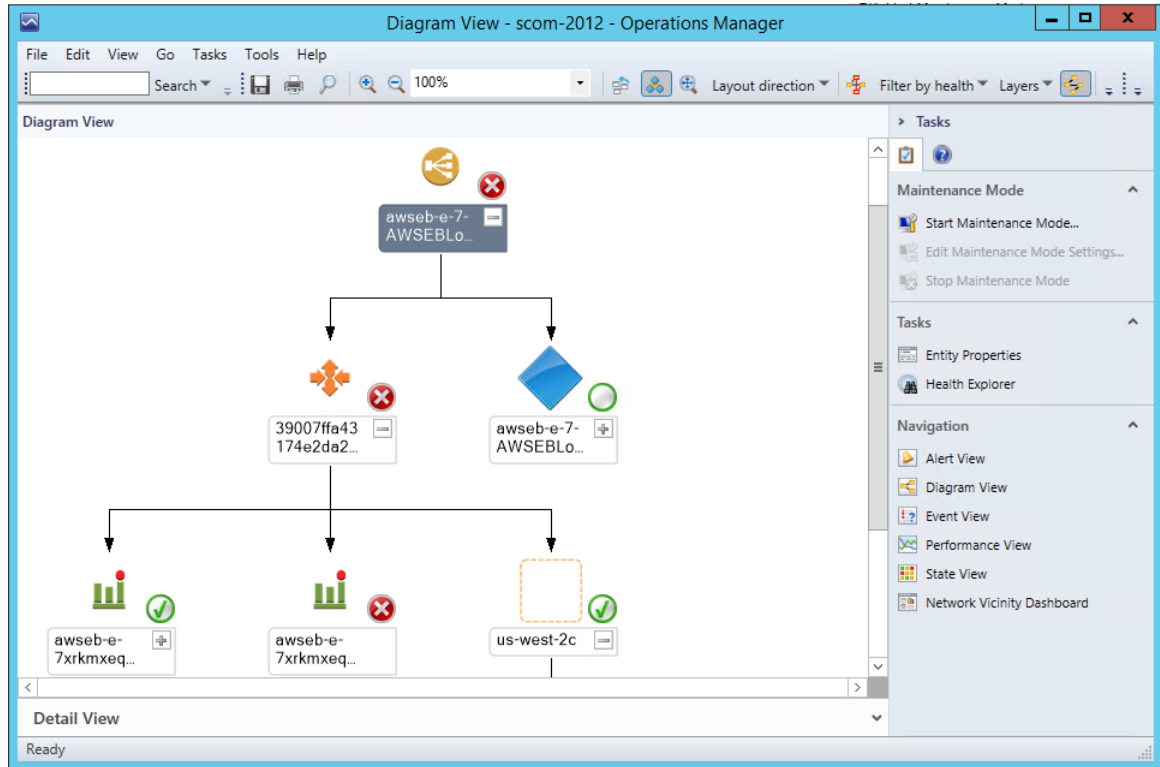 Diagram View - scom-2012 - Operations Manager
File Edit View Go Tasks Tools Help
Search 100% Layout direction Filter by health Layers
Diagram View
awseb-e-7-
AWSEBLo...
39007ffa43
174e2da2...
awseb-e-7-
AWSEBLo...
awseb-e-
7xrkmxeq...
awseb-e-
7xrkmxeq...
us-west-2c
Detail View
Ready
Tasks
Maintenance Mode
Start Maintenance Mode...
Edit Maintenance Mode Settings...
Stop Maintenance Mode
Tasks
Entity Properties
Health Explorer
Navigation
Alert View
Diagram View
Event View
Performance View
State View
Network Vicinity Dashboard